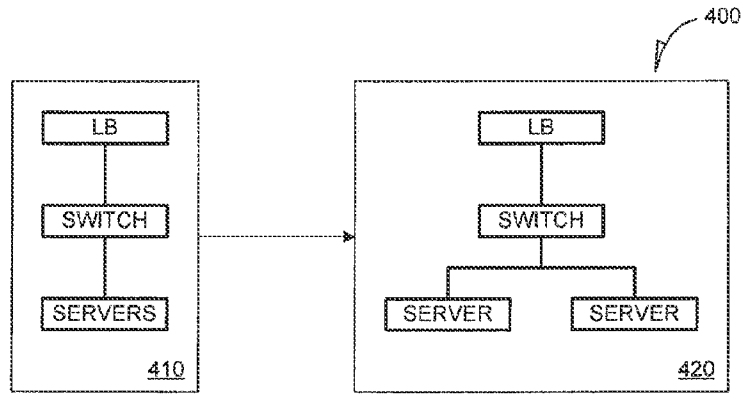 400
LB
SWITCH
SERVERS
410
LB
SWITCH
SERVER SERVER
420